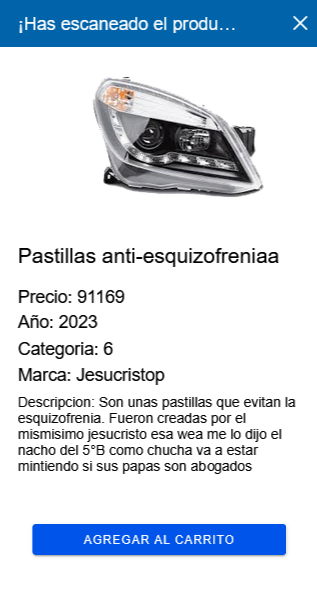 ¡Has escaneado el produ…
Pastillas anti-esquizofreniaa
Precio: 91169
Año: 2023
Categoria: 6
Marca: Jesucristop
Descripcion: Son unas pastillas que evitan la
esquizofrenia. Fueron creadas por el
mismisimo jesucristo esa wea me lo dijo el
nacho del 5°B como chucha va a estar
mintiendo si sus papas son abogados
AGREGAR AL CARRITO